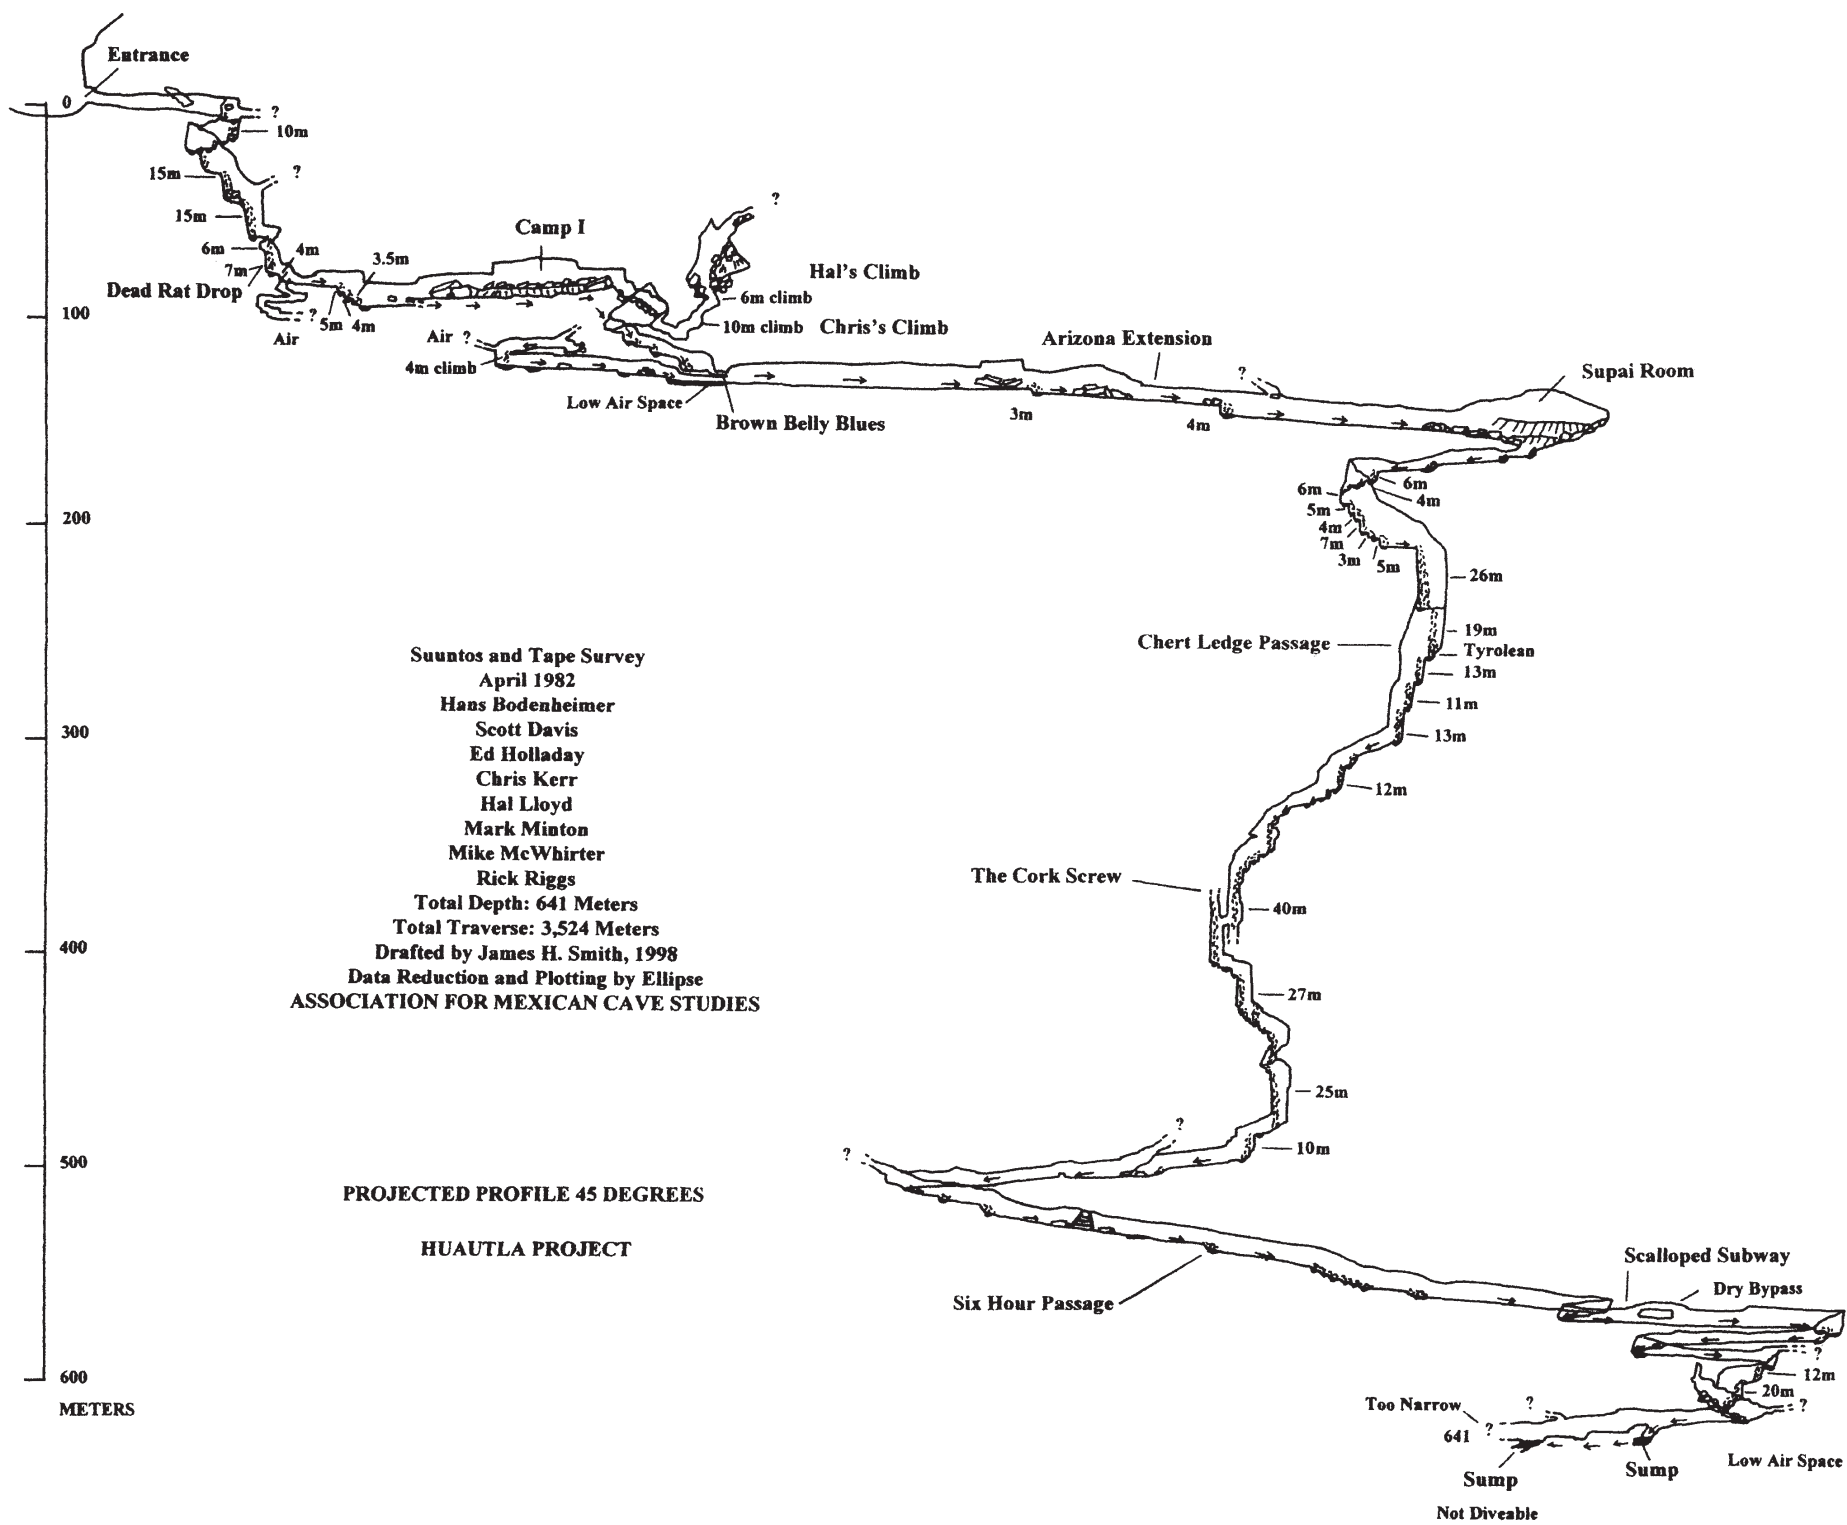 Entrance
0
?
10m
15m
?
15m
6m
4m
7m
3.5m
Dead Rat Drop
100
?
5m
4m
Air
Camp I
?
Hal's Climb
6m climb
10m climb
Chris's Climb
Air ?
4m climb
Low Air Space
Brown Belly Blues
Arizona Extension
?
3m
4m
Supai Room
6m
4m
6m
5m
4m
7m
3m
5m
200
26m
Chert Ledge Passage
19m
Tyrolean
13m
11m
13m
300
12m
The Cork Screw
40m
400
27m
25m
?
10m
?
500
Suuntos and Tape Survey
April 1982
Hans Bodenheimer
Scott Davis
Ed Holladay
Chris Kerr
Hal Lloyd
Mark Minton
Mike McWhirter
Rick Riggs
Total Depth: 641 Meters
Total Traverse: 3,524 Meters
Drafted by James H. Smith, 1998
Data Reduction and Plotting by Ellipse
ASSOCIATION FOR MEXICAN CAVE STUDIES
PROJECTED PROFILE 45 DEGREES
HUAUTLA PROJECT
Six Hour Passage
Scalloped Subway
Dry Bypass
?
12m
20m
600
METERS
Too Narrow
?
?
?
641
Sump
Sump
Low Air Space
Not Diveable